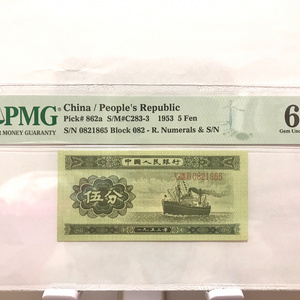 PMG
R MONEY GUARANTY
China / People's Republic
Pick# 862a S/M#C283-3 1953 5 Fen
S/N 0821865 Block 082 - R. Numerals & S/N
6
Gem Unc
中国人民银行
0821865
伍分
一九五三年